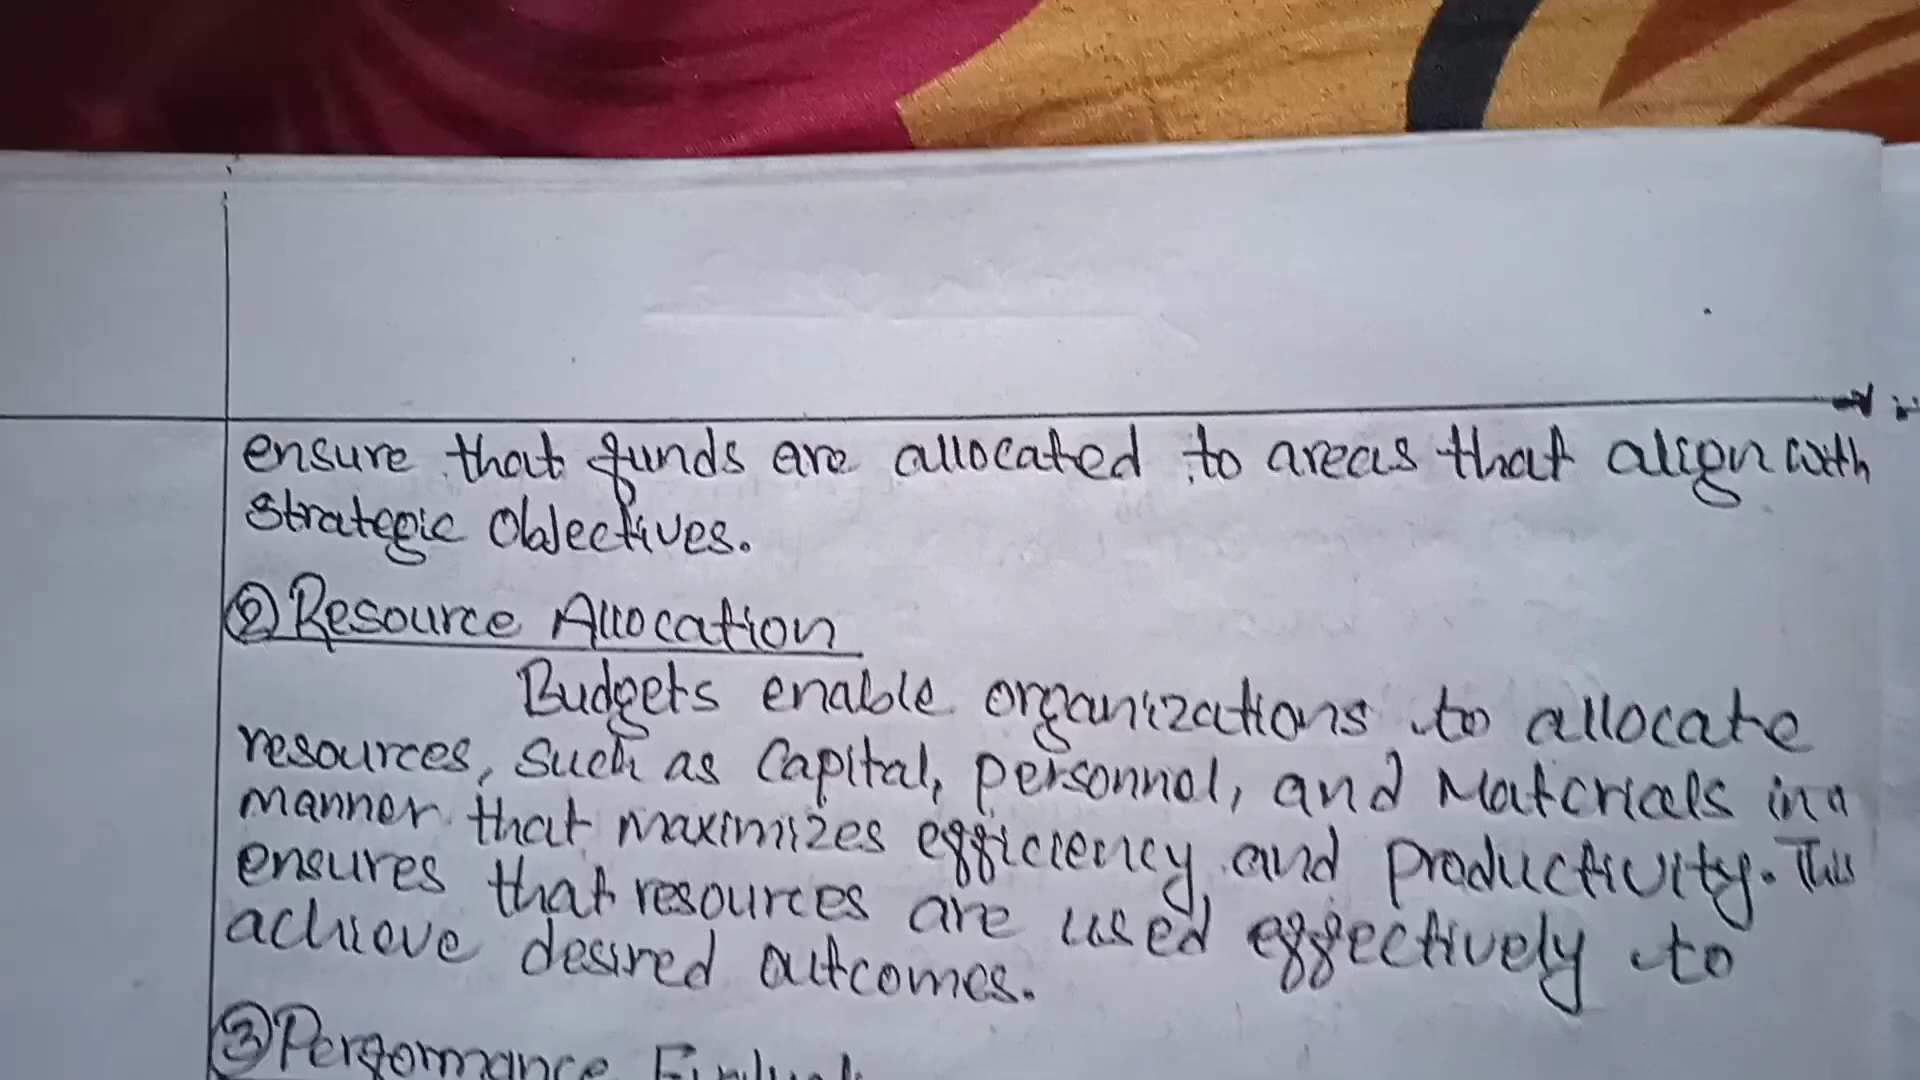 ensure that funds are allocated to areas that align with
strategic objectives.
② Resource Allocation
Budgets enable organizations to allocate
resources, such as Capital, personnel, and Materials in a
manner that maximizes efficiency and productivity. This
ensures that resources are used effectively to
achieve desired outcomes.
③ Performance